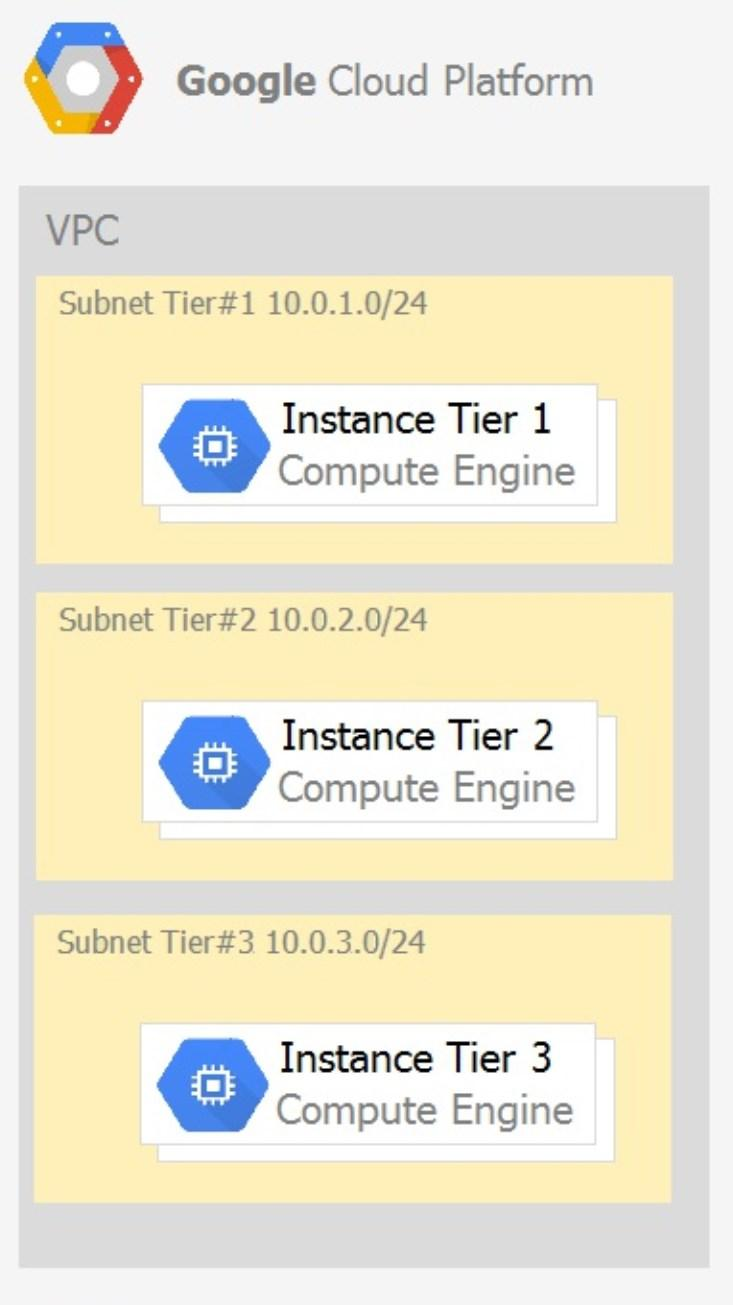 Google Cloud Platform
VPC
Subnet Tier#1 10.0.1.0/24
Instance Tier 1
Compute Engine
Subnet Tier#2 10.0.2.0/24
Instance Tier 2
Compute Engine
Subnet Tier#3 10.0.3.0/24
Instance Tier 3
Compute Engine